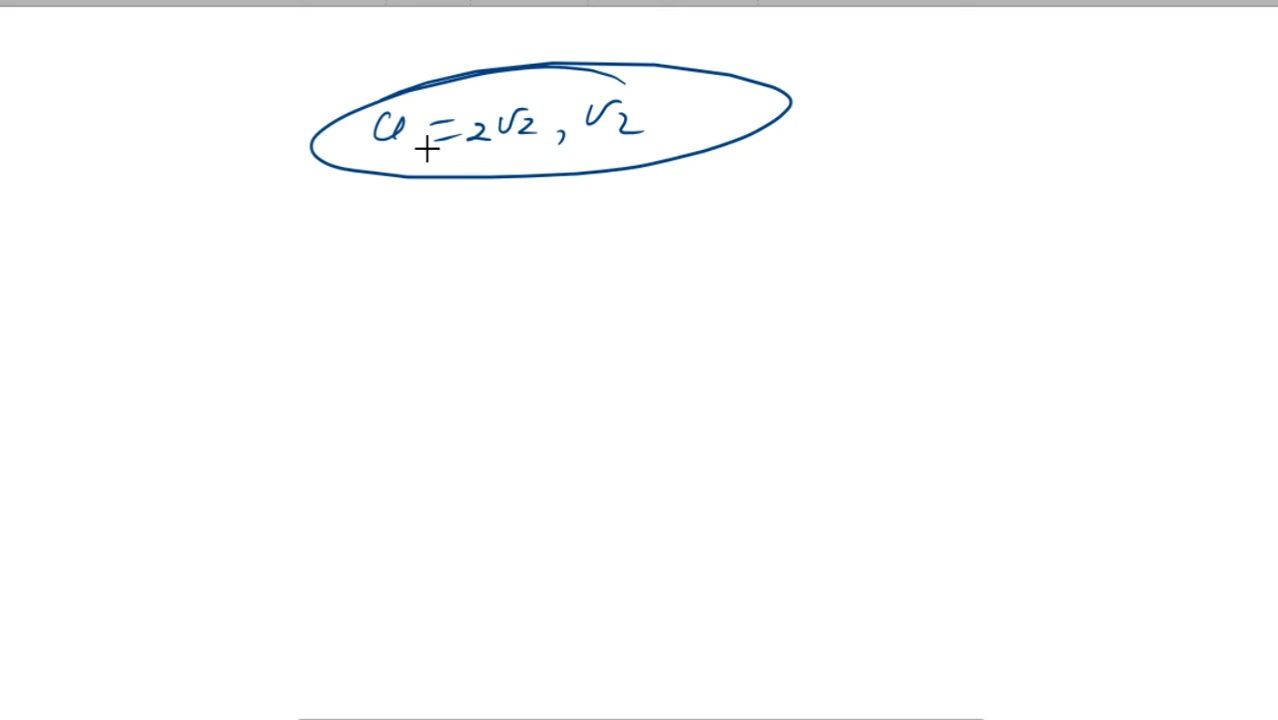 a = 2√2, √2